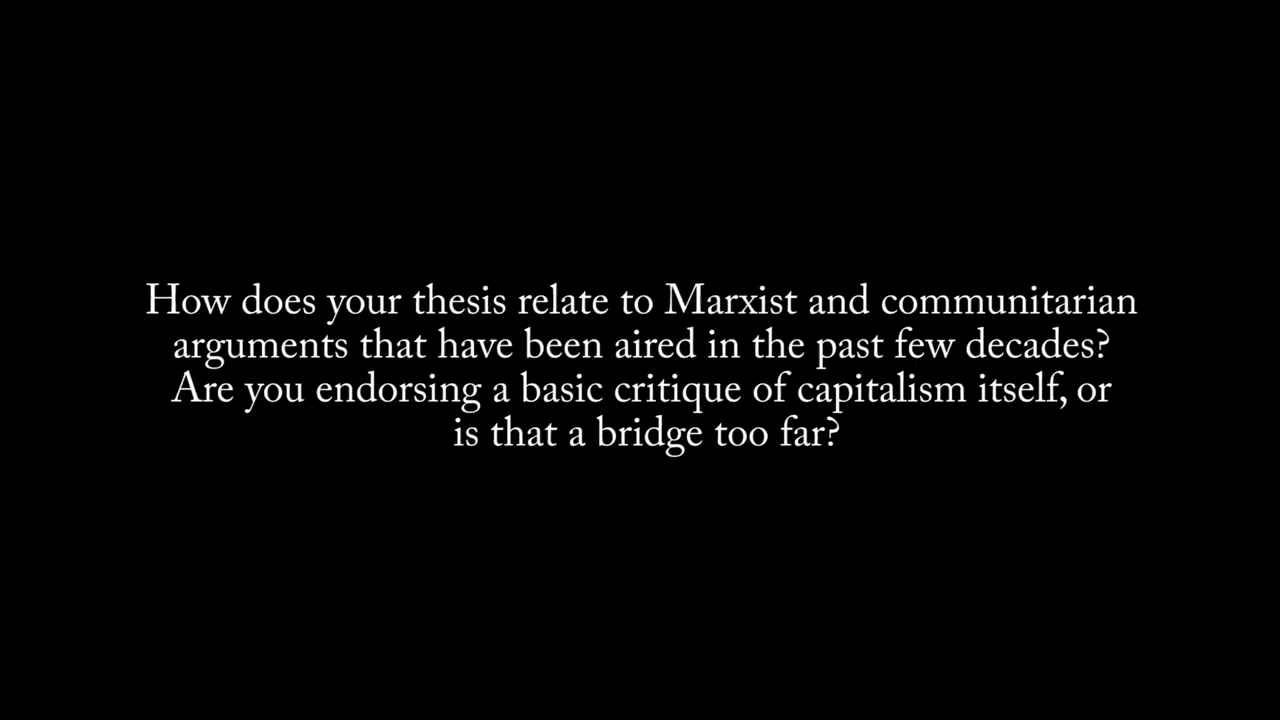 How does your thesis relate to Marxist and communitarian
arguments that have been aired in the past few decades?
Are you endorsing a basic critique of capitalism itself, or
is that a bridge too far?